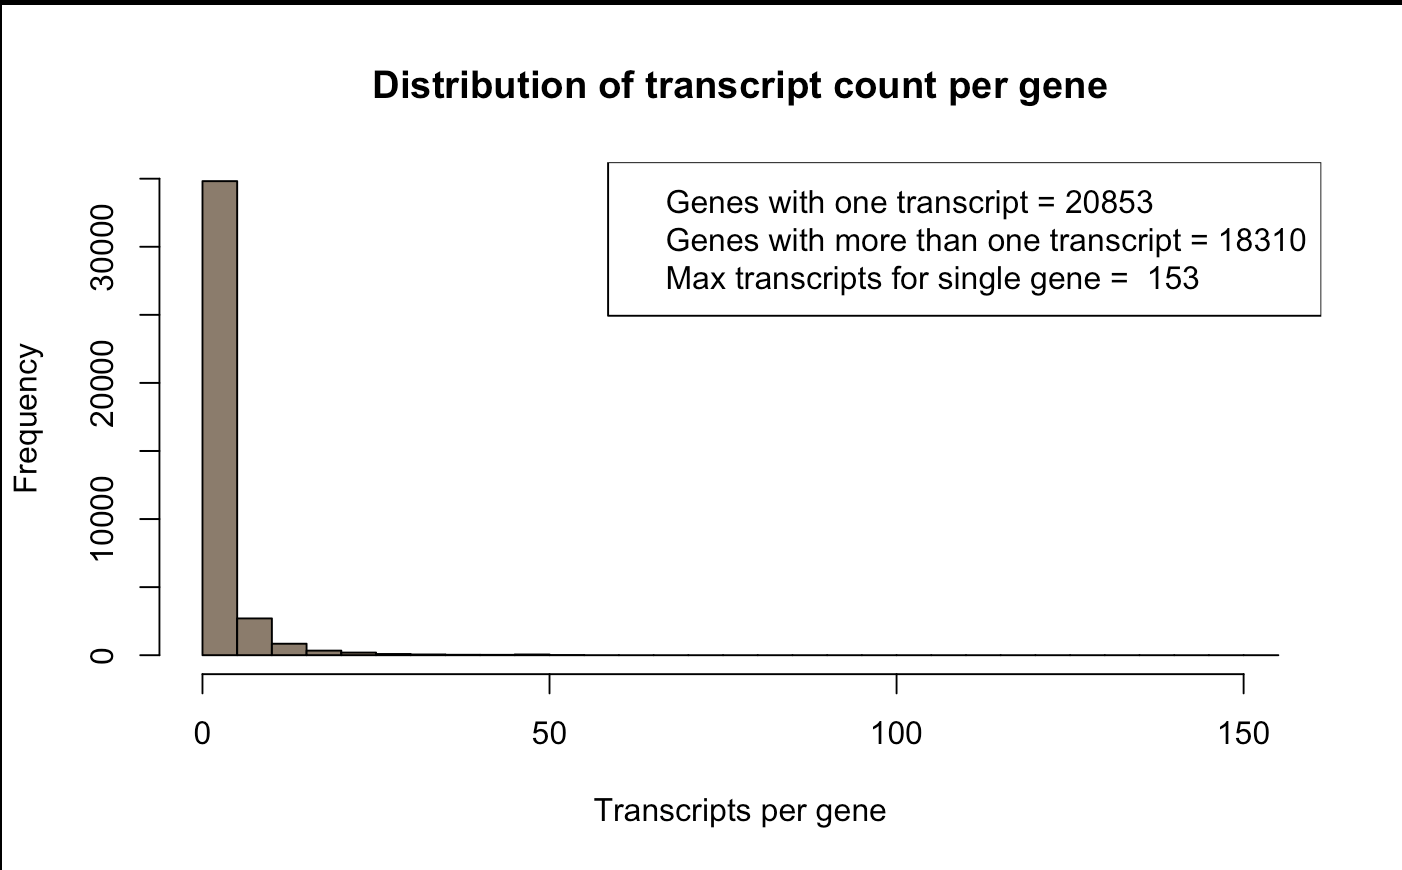 Distribution of transcript count per gene
Genes with one transcript = 20853
Genes with more than one transcript = 18310
Max transcripts for single gene =  153
Frequency
30000
20000
10000
0
0 50 100 150
Transcripts per gene